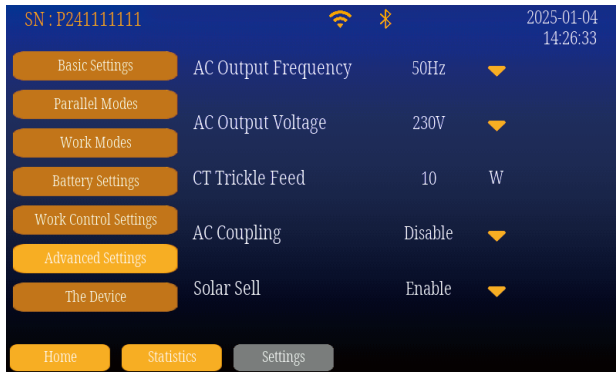 SN : P241111111
2025-01-04
14:26:33
Basic Settings
Parallel Modes
Work Modes
Battery Settings
Work Control Settings
Advanced Settings
The Device
AC Output Frequency 50Hz
AC Output Voltage 230V
CT Trickle Feed 10 W
AC Coupling Disable
Solar Sell Enable
Home Statistics Settings